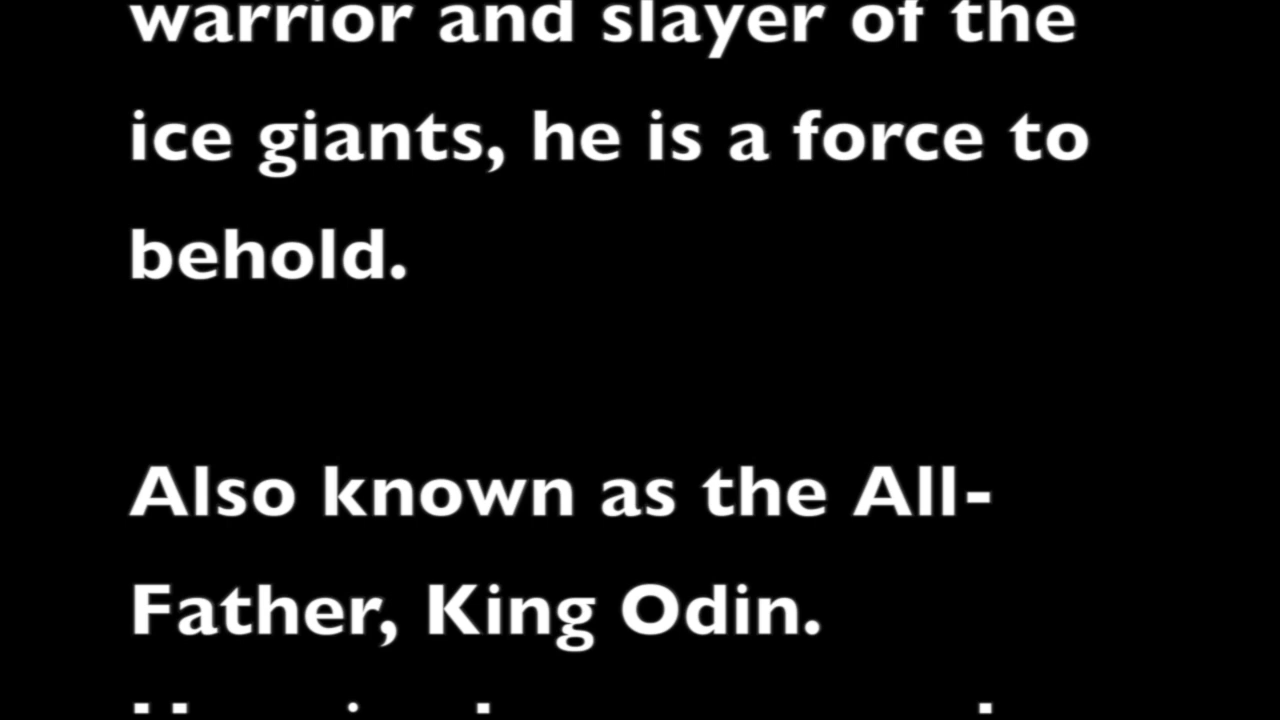 warrior and slayer of the
ice giants, he is a force to
behold.
Also known as the All-
Father, King Odin.